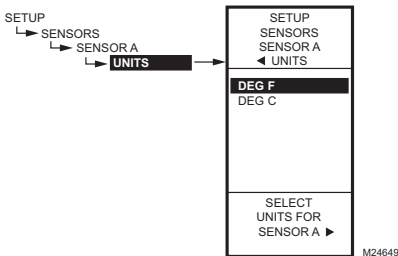 SETUP
SENSORS
SENSOR A
UNITS
SETUP
SENSORS
SENSOR A
◀ UNITS
DEG F
DEG C
SELECT
UNITS FOR
SENSOR A ▶
M24649